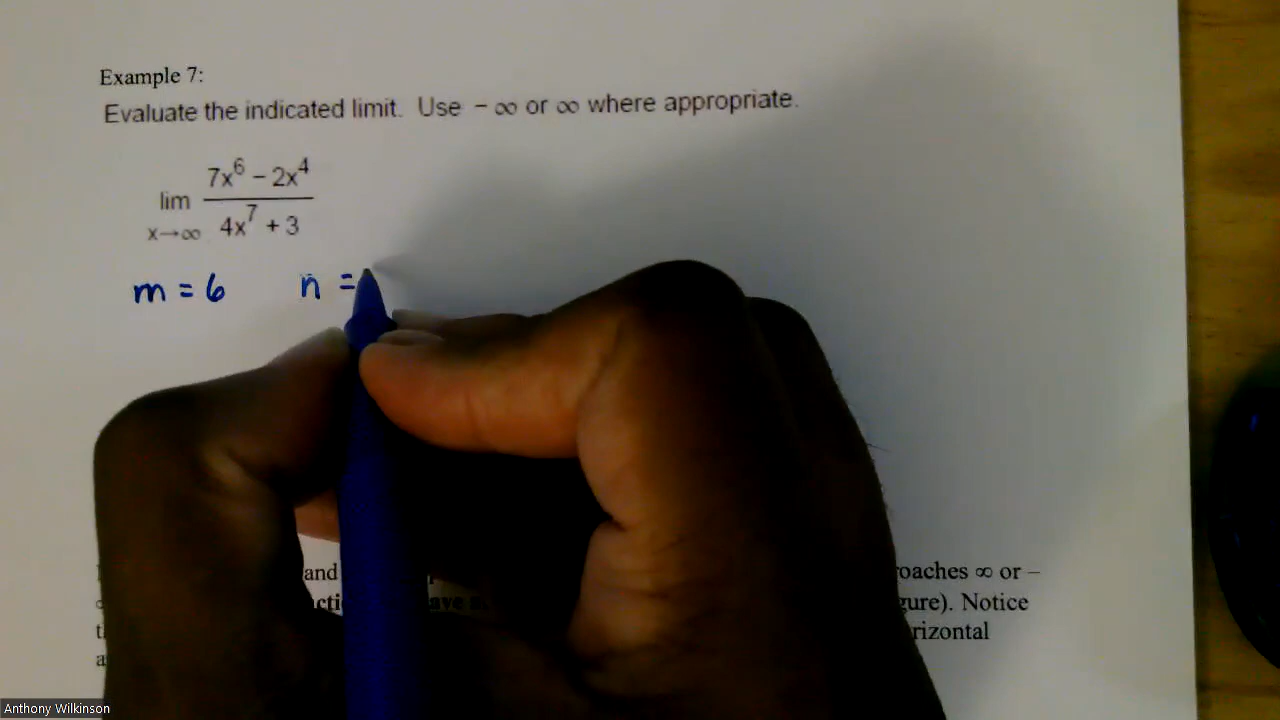 Example 7:
Evaluate the indicated limit. Use − ∞ or ∞ where appropriate.
lim x→∞ (7x^6 − 2x^4)/(4x^7 + 3)
m = 6 n =
and roaches ∞ or –
gure). Notice
rizontal
Anthony Wilkinson